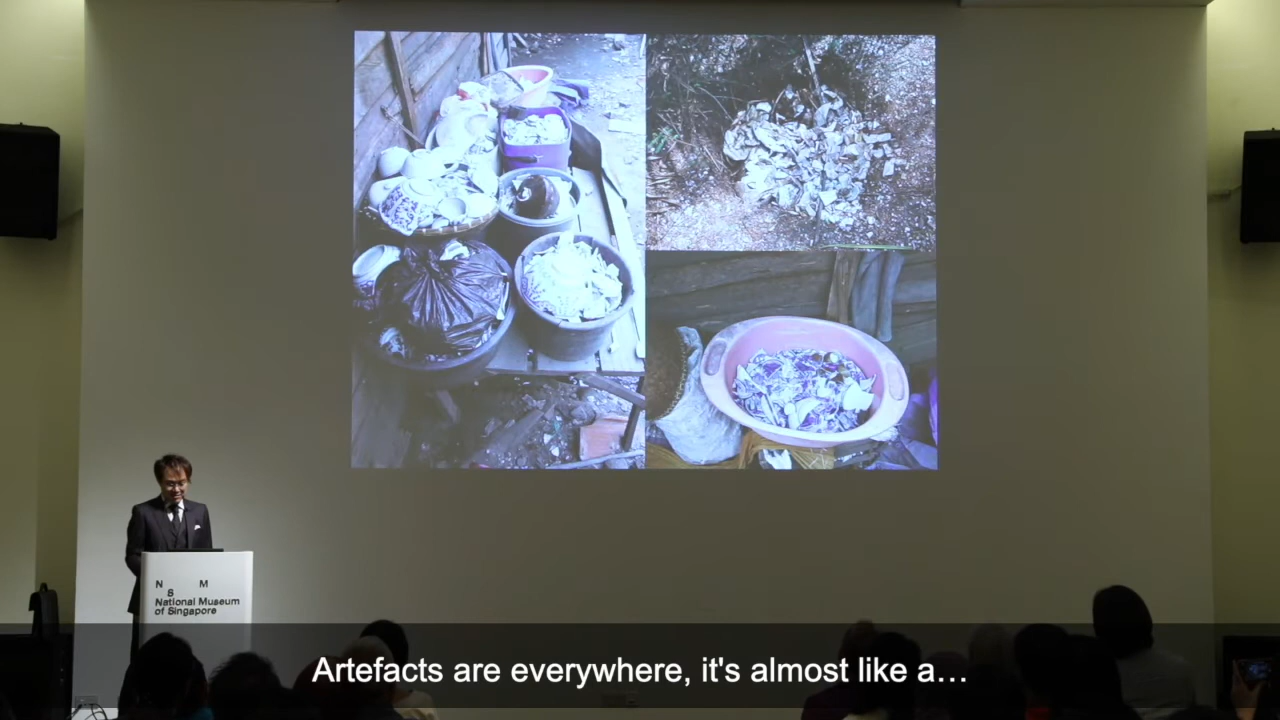 N M
S
National Museum
of Singapore
Artefacts are everywhere, it's almost like a…